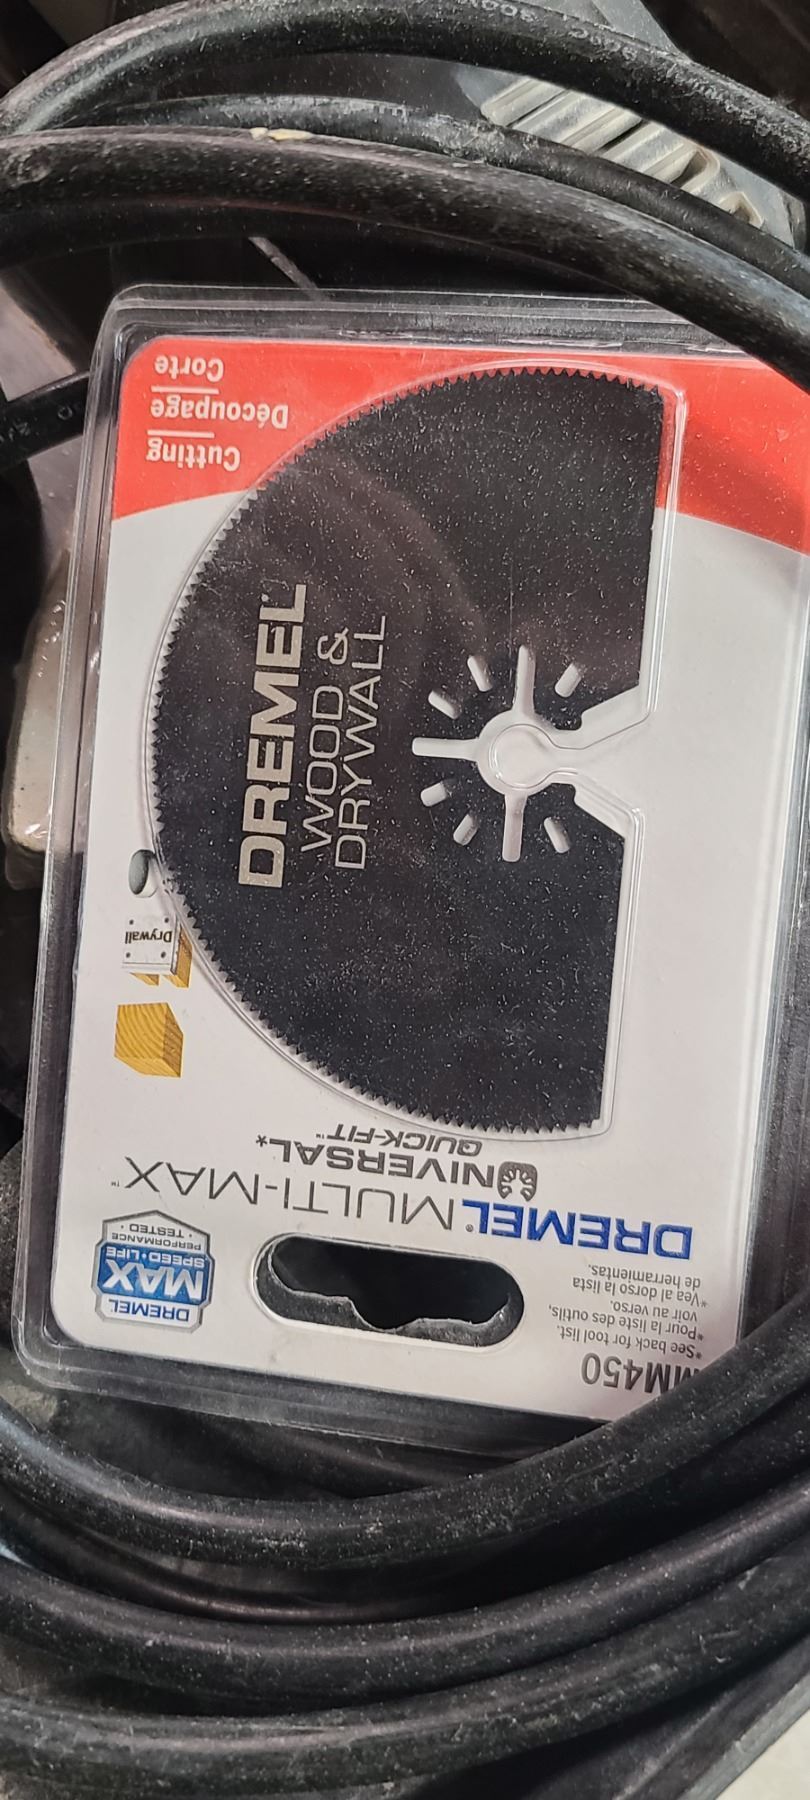 MM450
*See back for tool list.
*Pour la liste des outils,
voir au verso.
*Vea al dorso la lista
de herramientas.
DREMEL
MAX
SPEED•LIFE
PERFORMANCE
• TESTED •
DREMEL® MULTI-MAX™
UNIVERSAL*
QUICK-FIT™
Drywall
DREMEL
WOOD &
DRYWALL
Cutting
Découpage
Corte